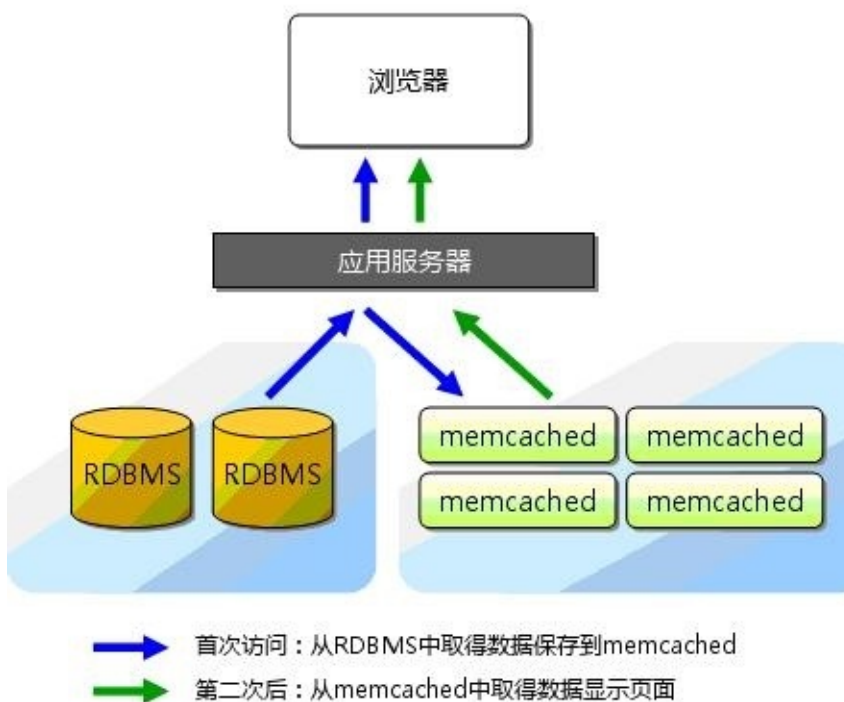 浏览器
应用服务器
RDBMS
RDBMS
memcached
memcached
memcached
memcached
首次访问：从RDBMS中取得数据保存到memcached
第二次后：从memcached中取得数据显示页面